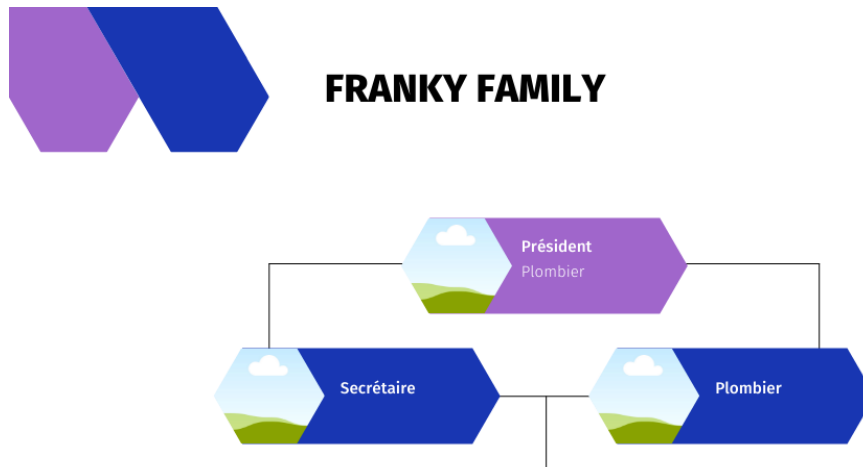 FRANKY FAMILY
Président
Plombier
Secrétaire
Plombier